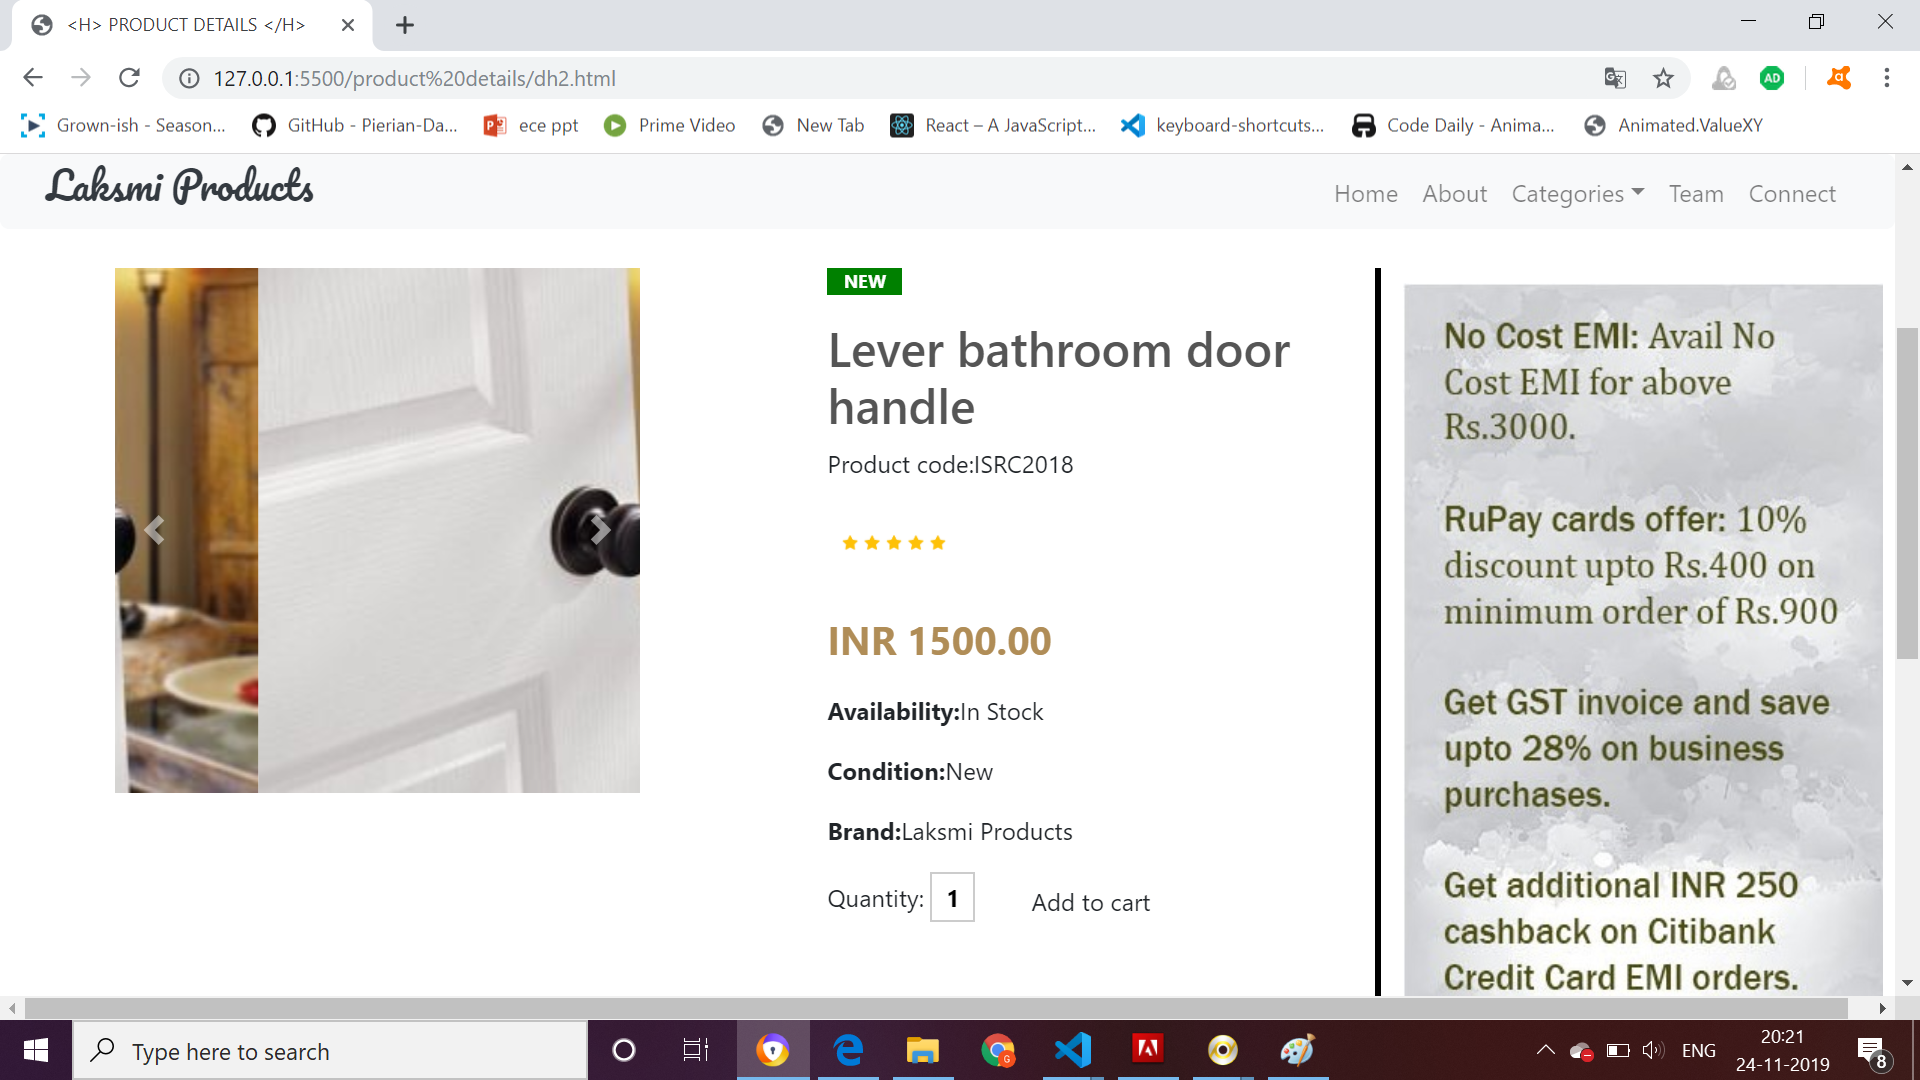 <H> PRODUCT DETAILS </H>
127.0.0.1:5500/product%20details/dh2.html
AD
Grown-ish - Season...
GitHub - Pierian-Da...
ece ppt
Prime Video
New Tab
React – A JavaScript...
keyboard-shortcuts...
Code Daily - Anima...
Animated.ValueXY
Laksmi Products
Home
About
Categories
Team
Connect
NEW
Lever bathroom door
handle
Product code:ISRC2018
INR 1500.00
Availability:In Stock
Condition:New
Brand:Laksmi Products
Quantity: 1
Add to cart
No Cost EMI: Avail No
Cost EMI for above
Rs.3000.
RuPay cards offer: 10%
discount upto Rs.400 on
minimum order of Rs.900
Get GST invoice and save
upto 28% on business
purchases.
Get additional INR 250
cashback on Citibank
Credit Card EMI orders.
Type here to search
G
ENG
20:21
24-11-2019
8